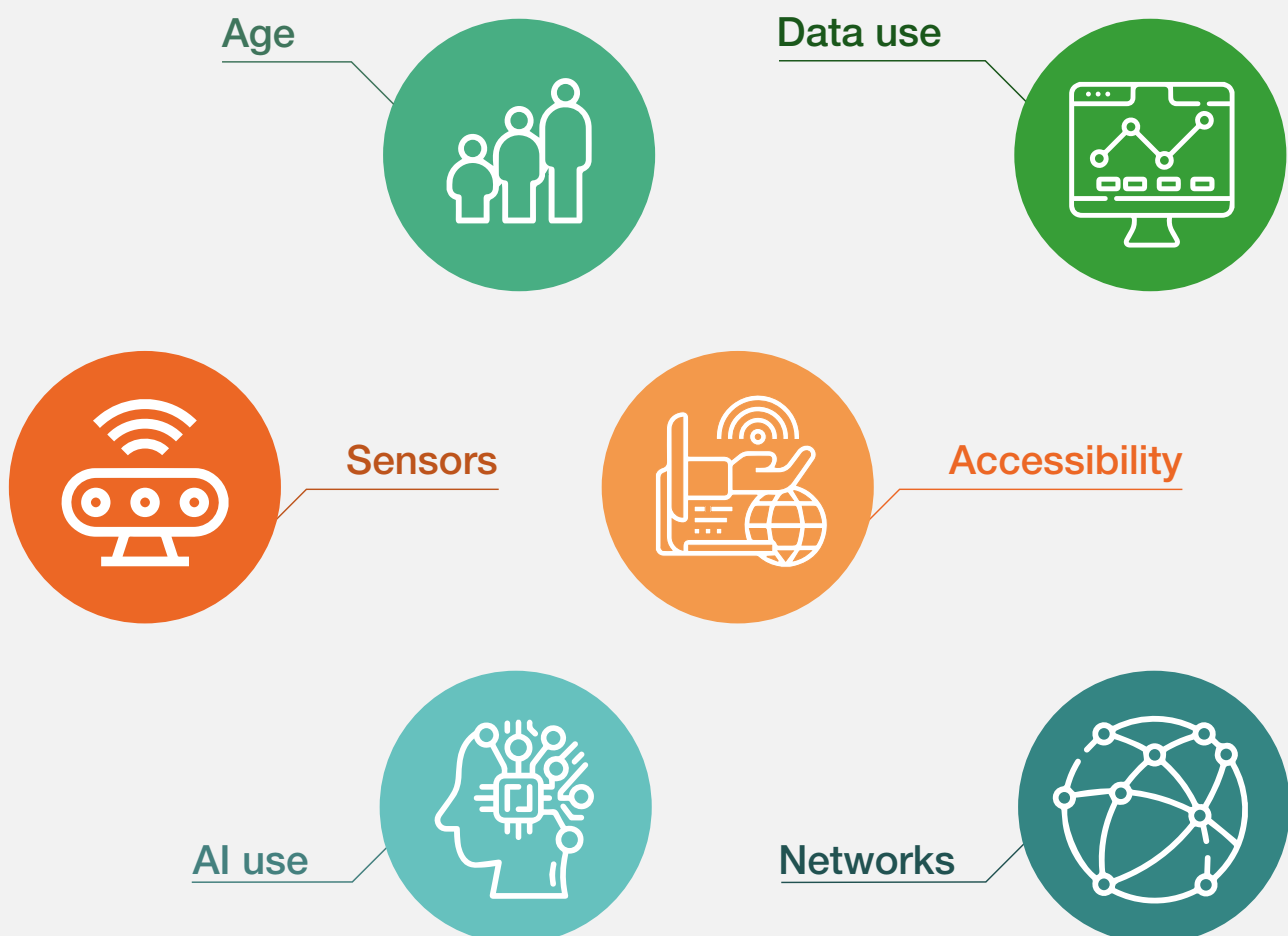 Age
Data use
Sensors
Accessibility
AI use
Networks